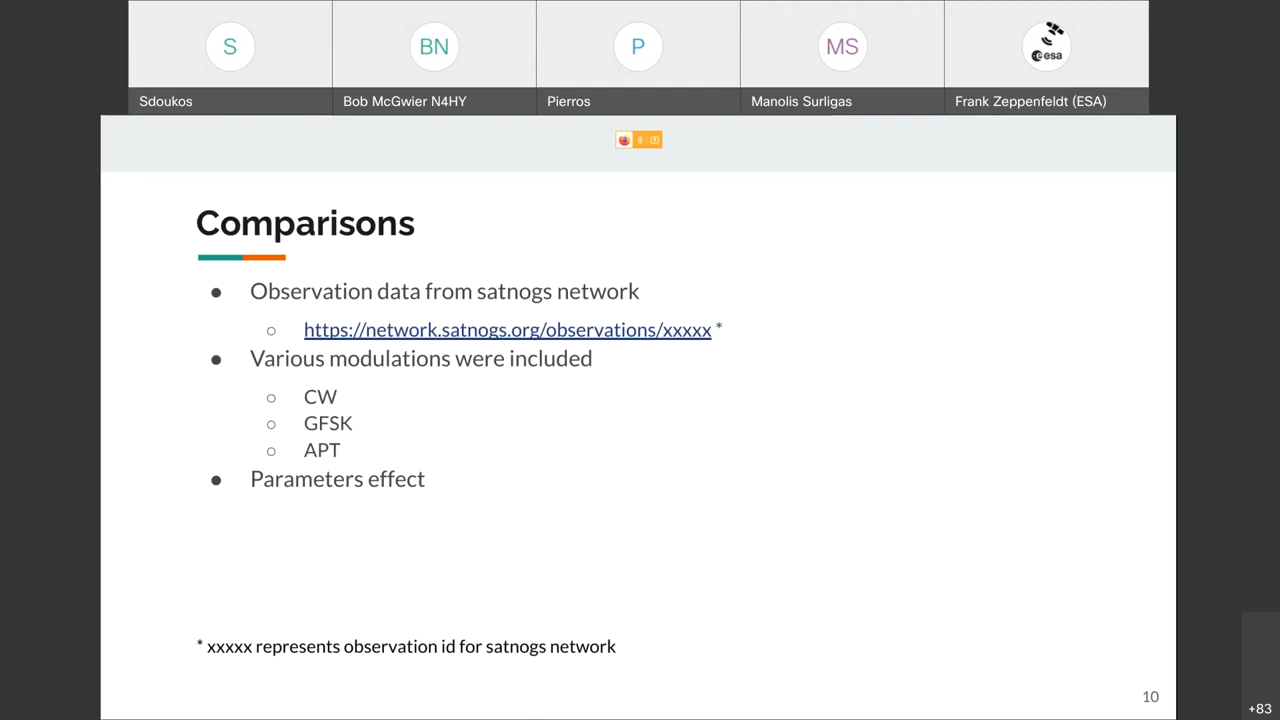 S
BN
P
MS
esa
Sdoukos
Bob McGwier N4HY
Pierros
Manolis Surligas
Frank Zeppenfeldt (ESA)
Comparisons
● Observation data from satnogs network
○ https://network.satnogs.org/observations/xxxxx *
● Various modulations were included
○ CW
○ GFSK
○ APT
● Parameters effect
* xxxxx represents observation id for satnogs network
10
+83